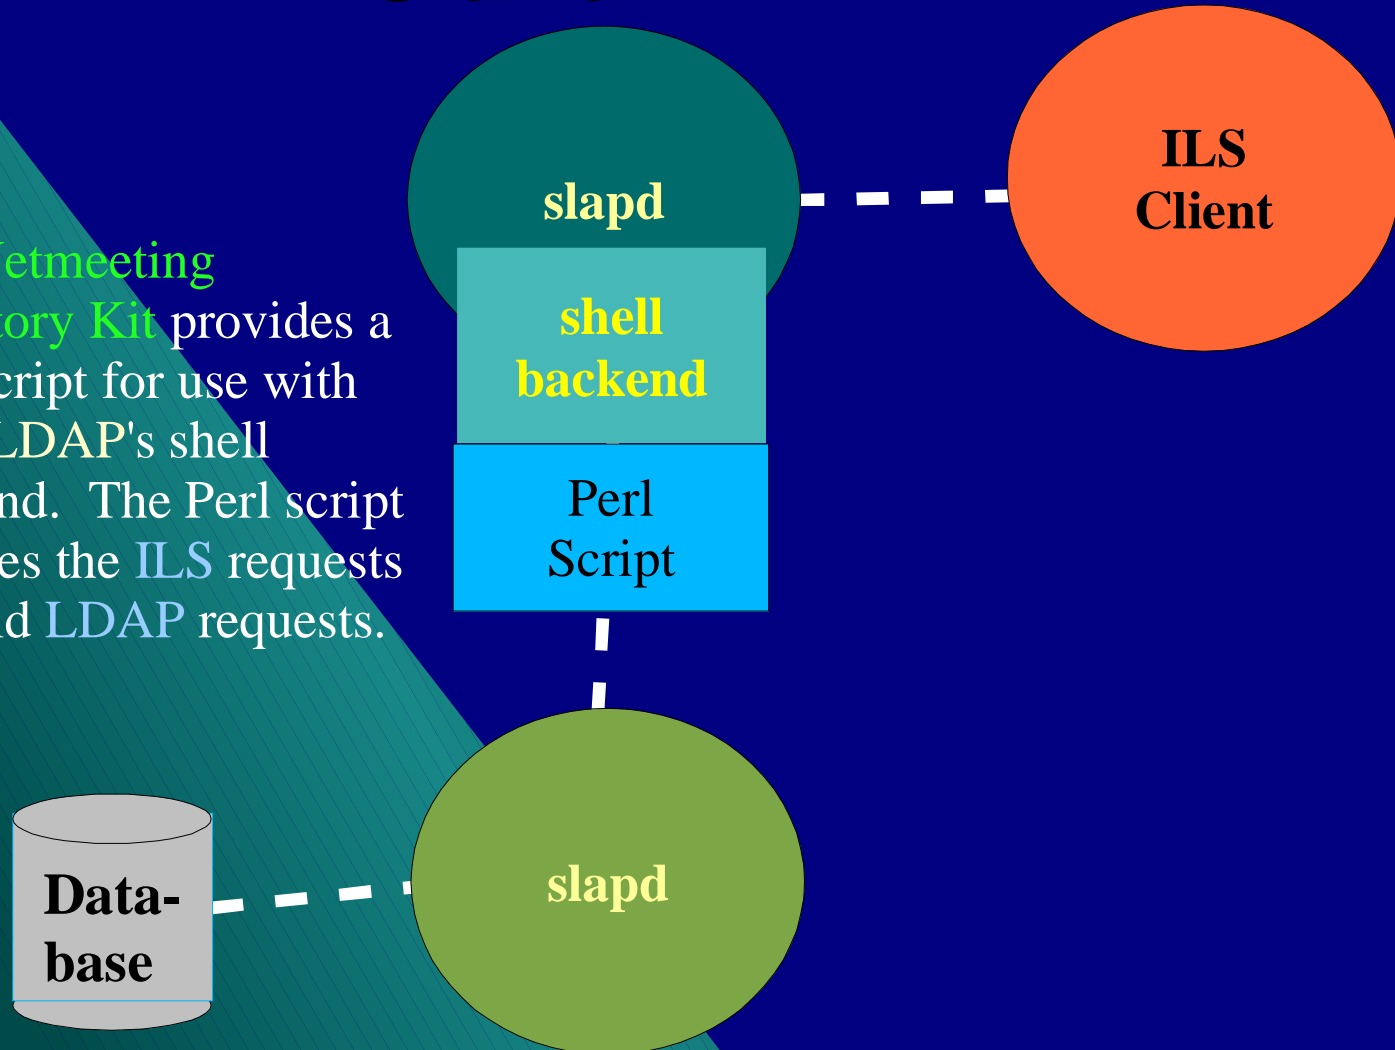 slapd
ILS
Client
etmeeting
tory Kit provides a
cript for use with
LDAP's shell
nd. The Perl script
es the ILS requests
d LDAP requests.
shell
backend
Perl
Script
slapd
Data-
base